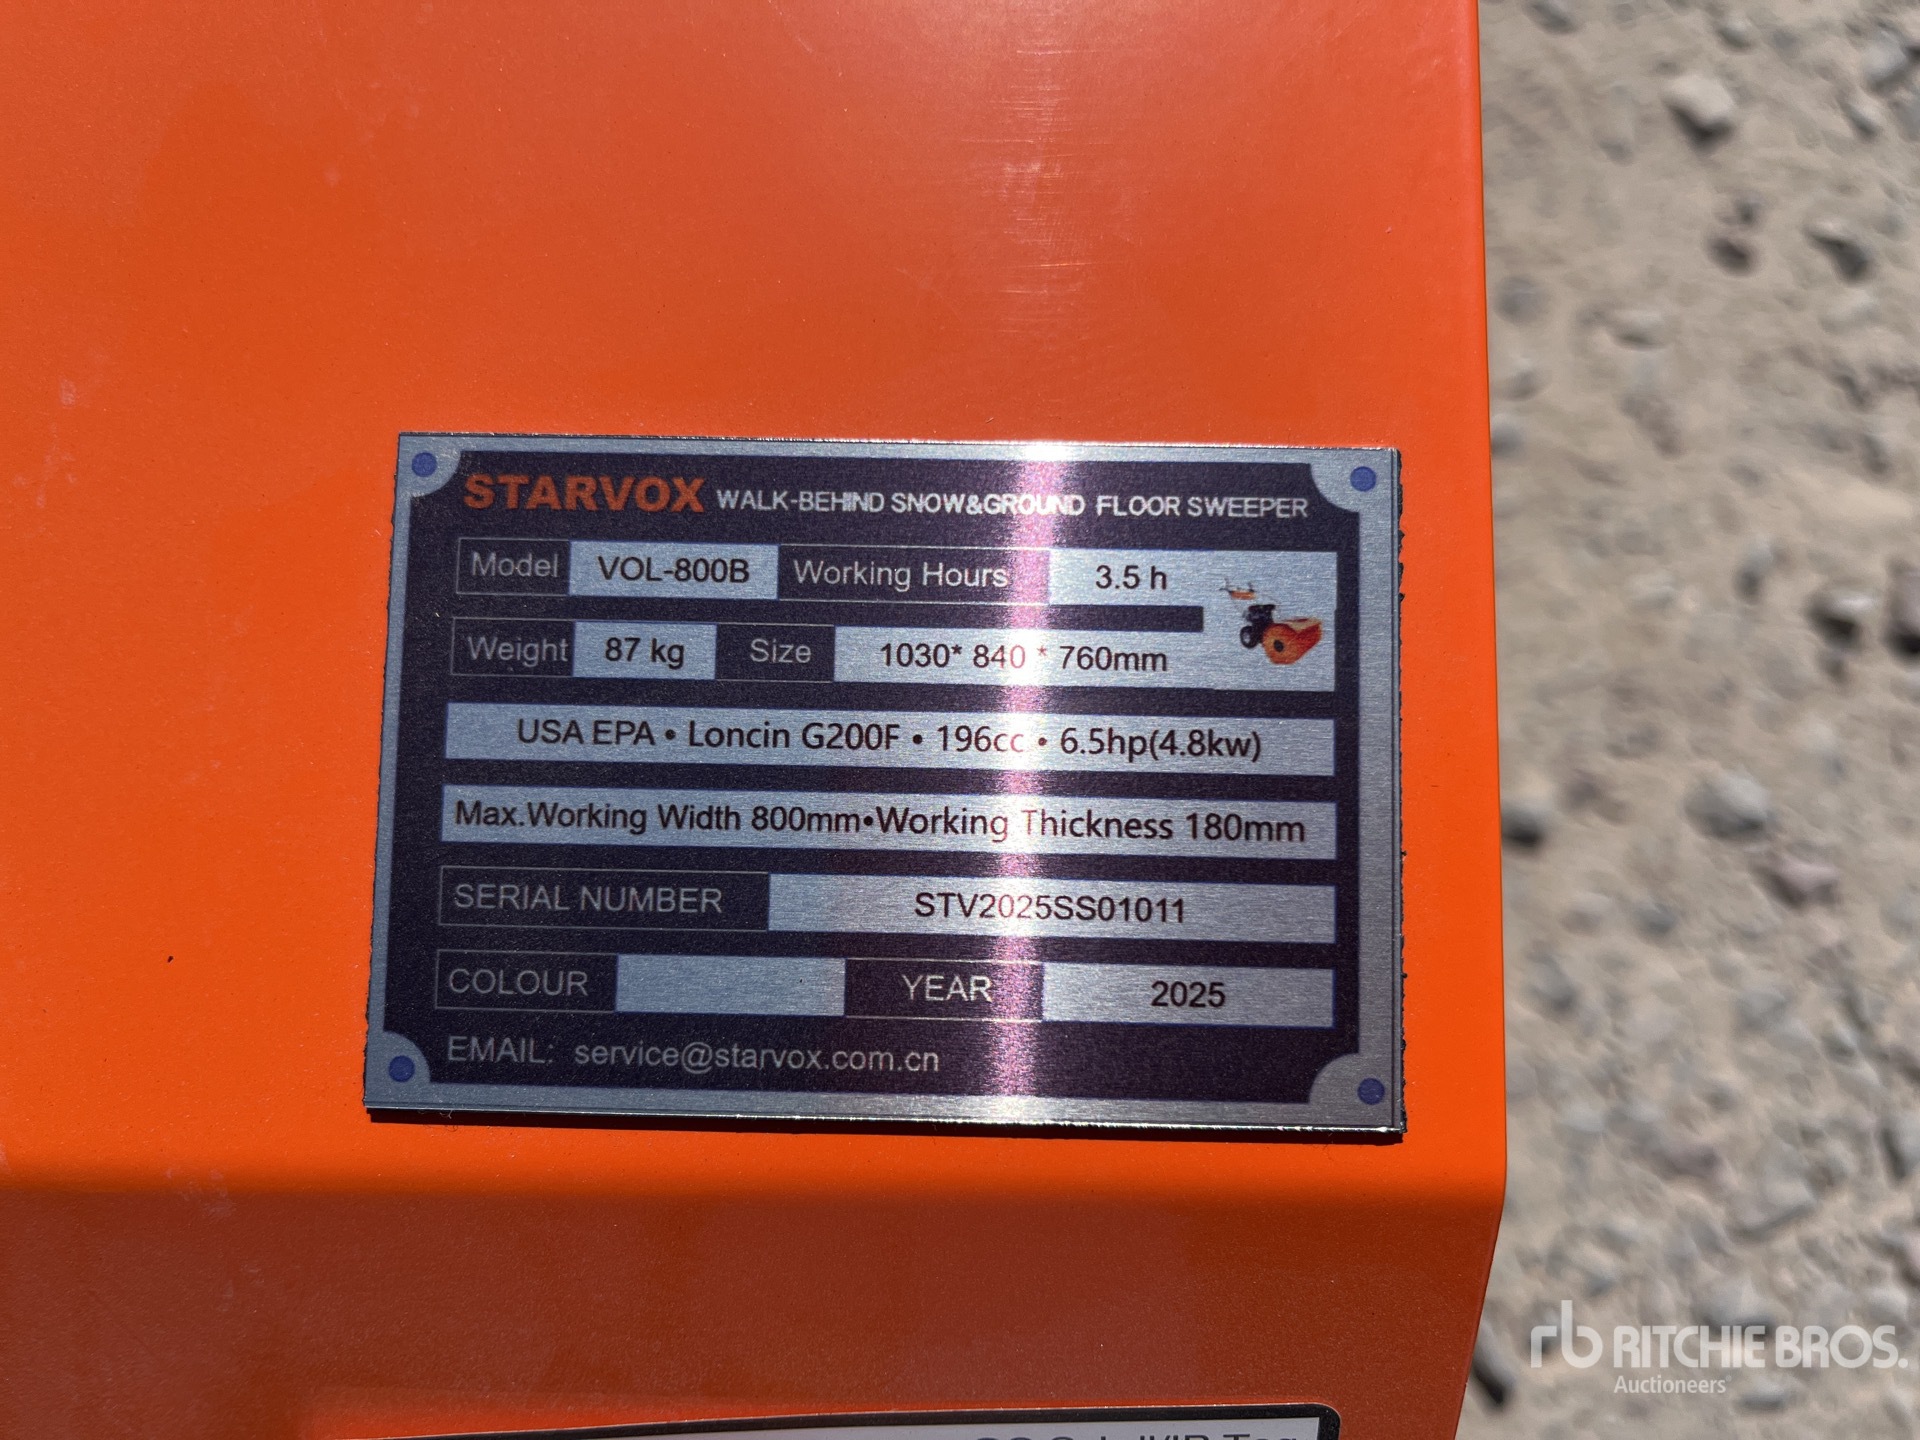 STARVOX WALK-BEHIND SNOW&GROUND FLOOR SWEEPER
Model VOL-800B Working Hours 3.5 h
Weight 87 kg Size 1030* 840 * 760mm
USA EPA • Loncin G200F • 196cc • 6.5hp(4.8kw)
Max.Working Width 800mm•Working Thickness 180mm
SERIAL NUMBER STV2025SS01011
COLOUR YEAR 2025
EMAIL: service@starvox.com.cn
rb RITCHIE BROS.
Auctioneers